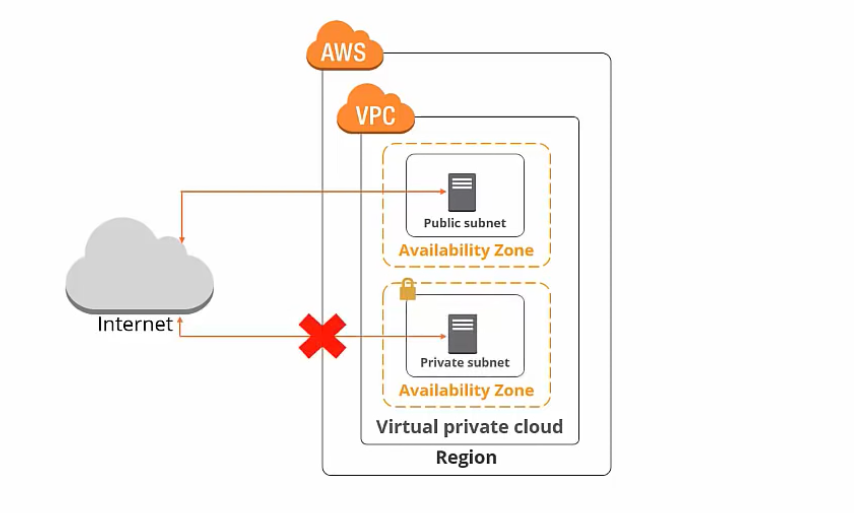 AWS
VPC
Public subnet
Availability Zone
Internet
Private subnet
Availability Zone
Virtual private cloud
Region